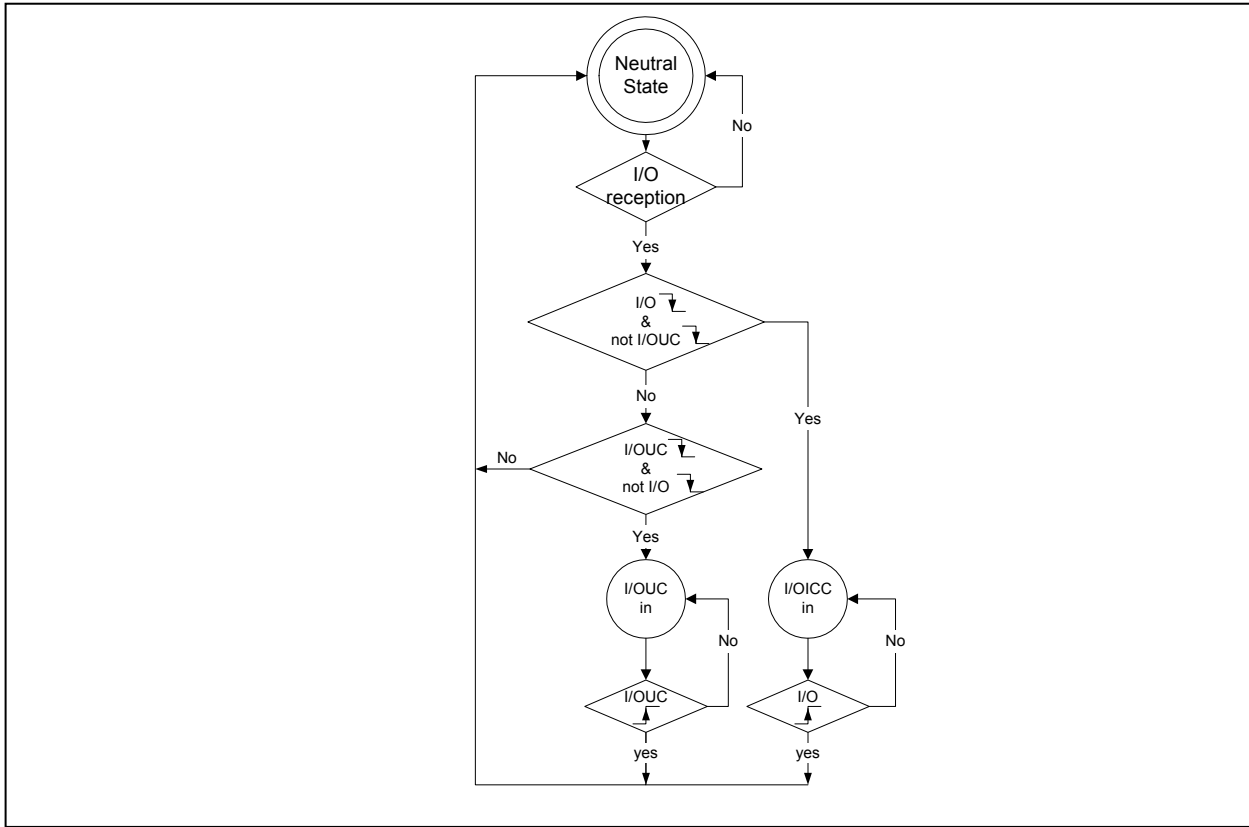 Neutral
State
No
I/O
reception
Yes
I/O
&
not I/OUC
No
Yes
I/OUC
&
not I/O
No
Yes
I/OUC
in
I/OICC
in
No
No
I/OUC
I/O
yes
yes